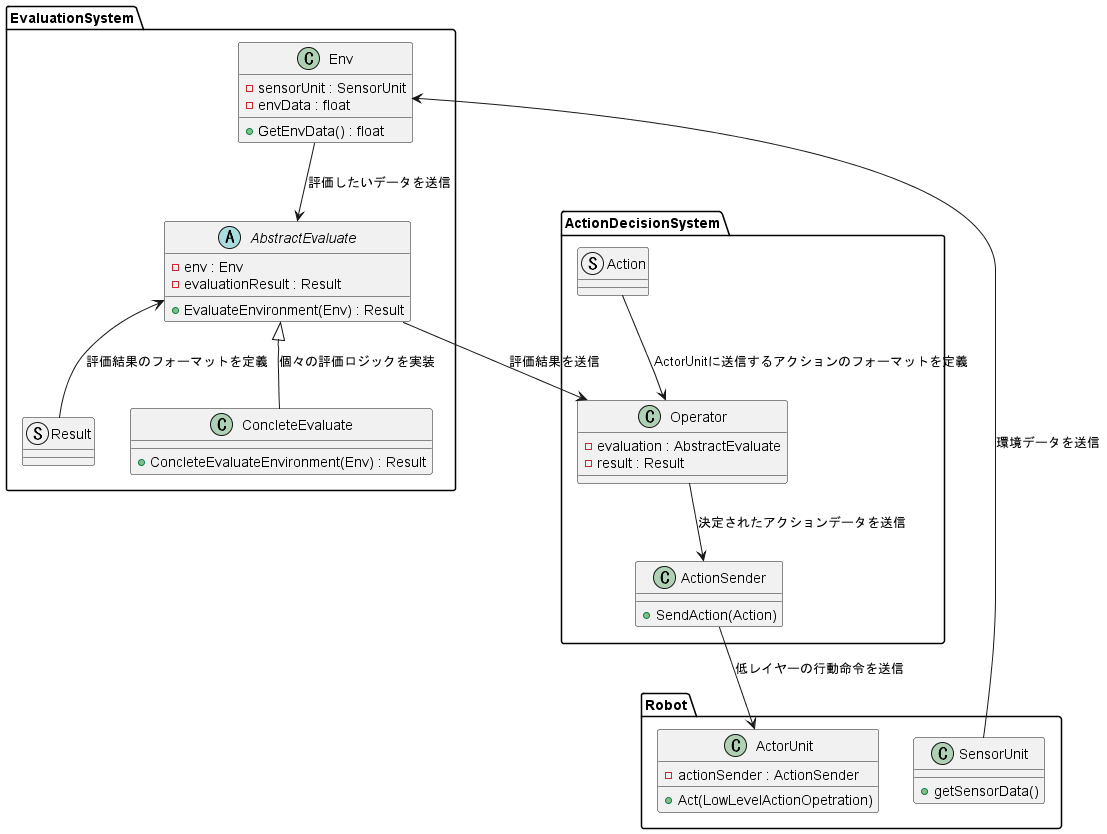 EvaluationSystem
C Env
sensorUnit : SensorUnit
envData : float
GetEnvData() : float
評価したいデータを送信
A AbstractEvaluate
env : Env
evaluationResult : Result
EvaluateEnvironment(Env) : Result
評価結果のフォーマットを定義
個々の評価ロジックを実装
評価結果を送信
S Result
C ConcleteEvaluate
ConcleteEvaluateEnvironment(Env) : Result
ActionDecisionSystem
S Action
ActorUnitに送信するアクションのフォーマットを定義
C Operator
evaluation : AbstractEvaluate
result : Result
環境データを送信
決定されたアクションデータを送信
C ActionSender
SendAction(Action)
低レイヤーの行動命令を送信
Robot
C ActorUnit
actionSender : ActionSender
Act(LowLevelActionOpetration)
C SensorUnit
getSensorData()